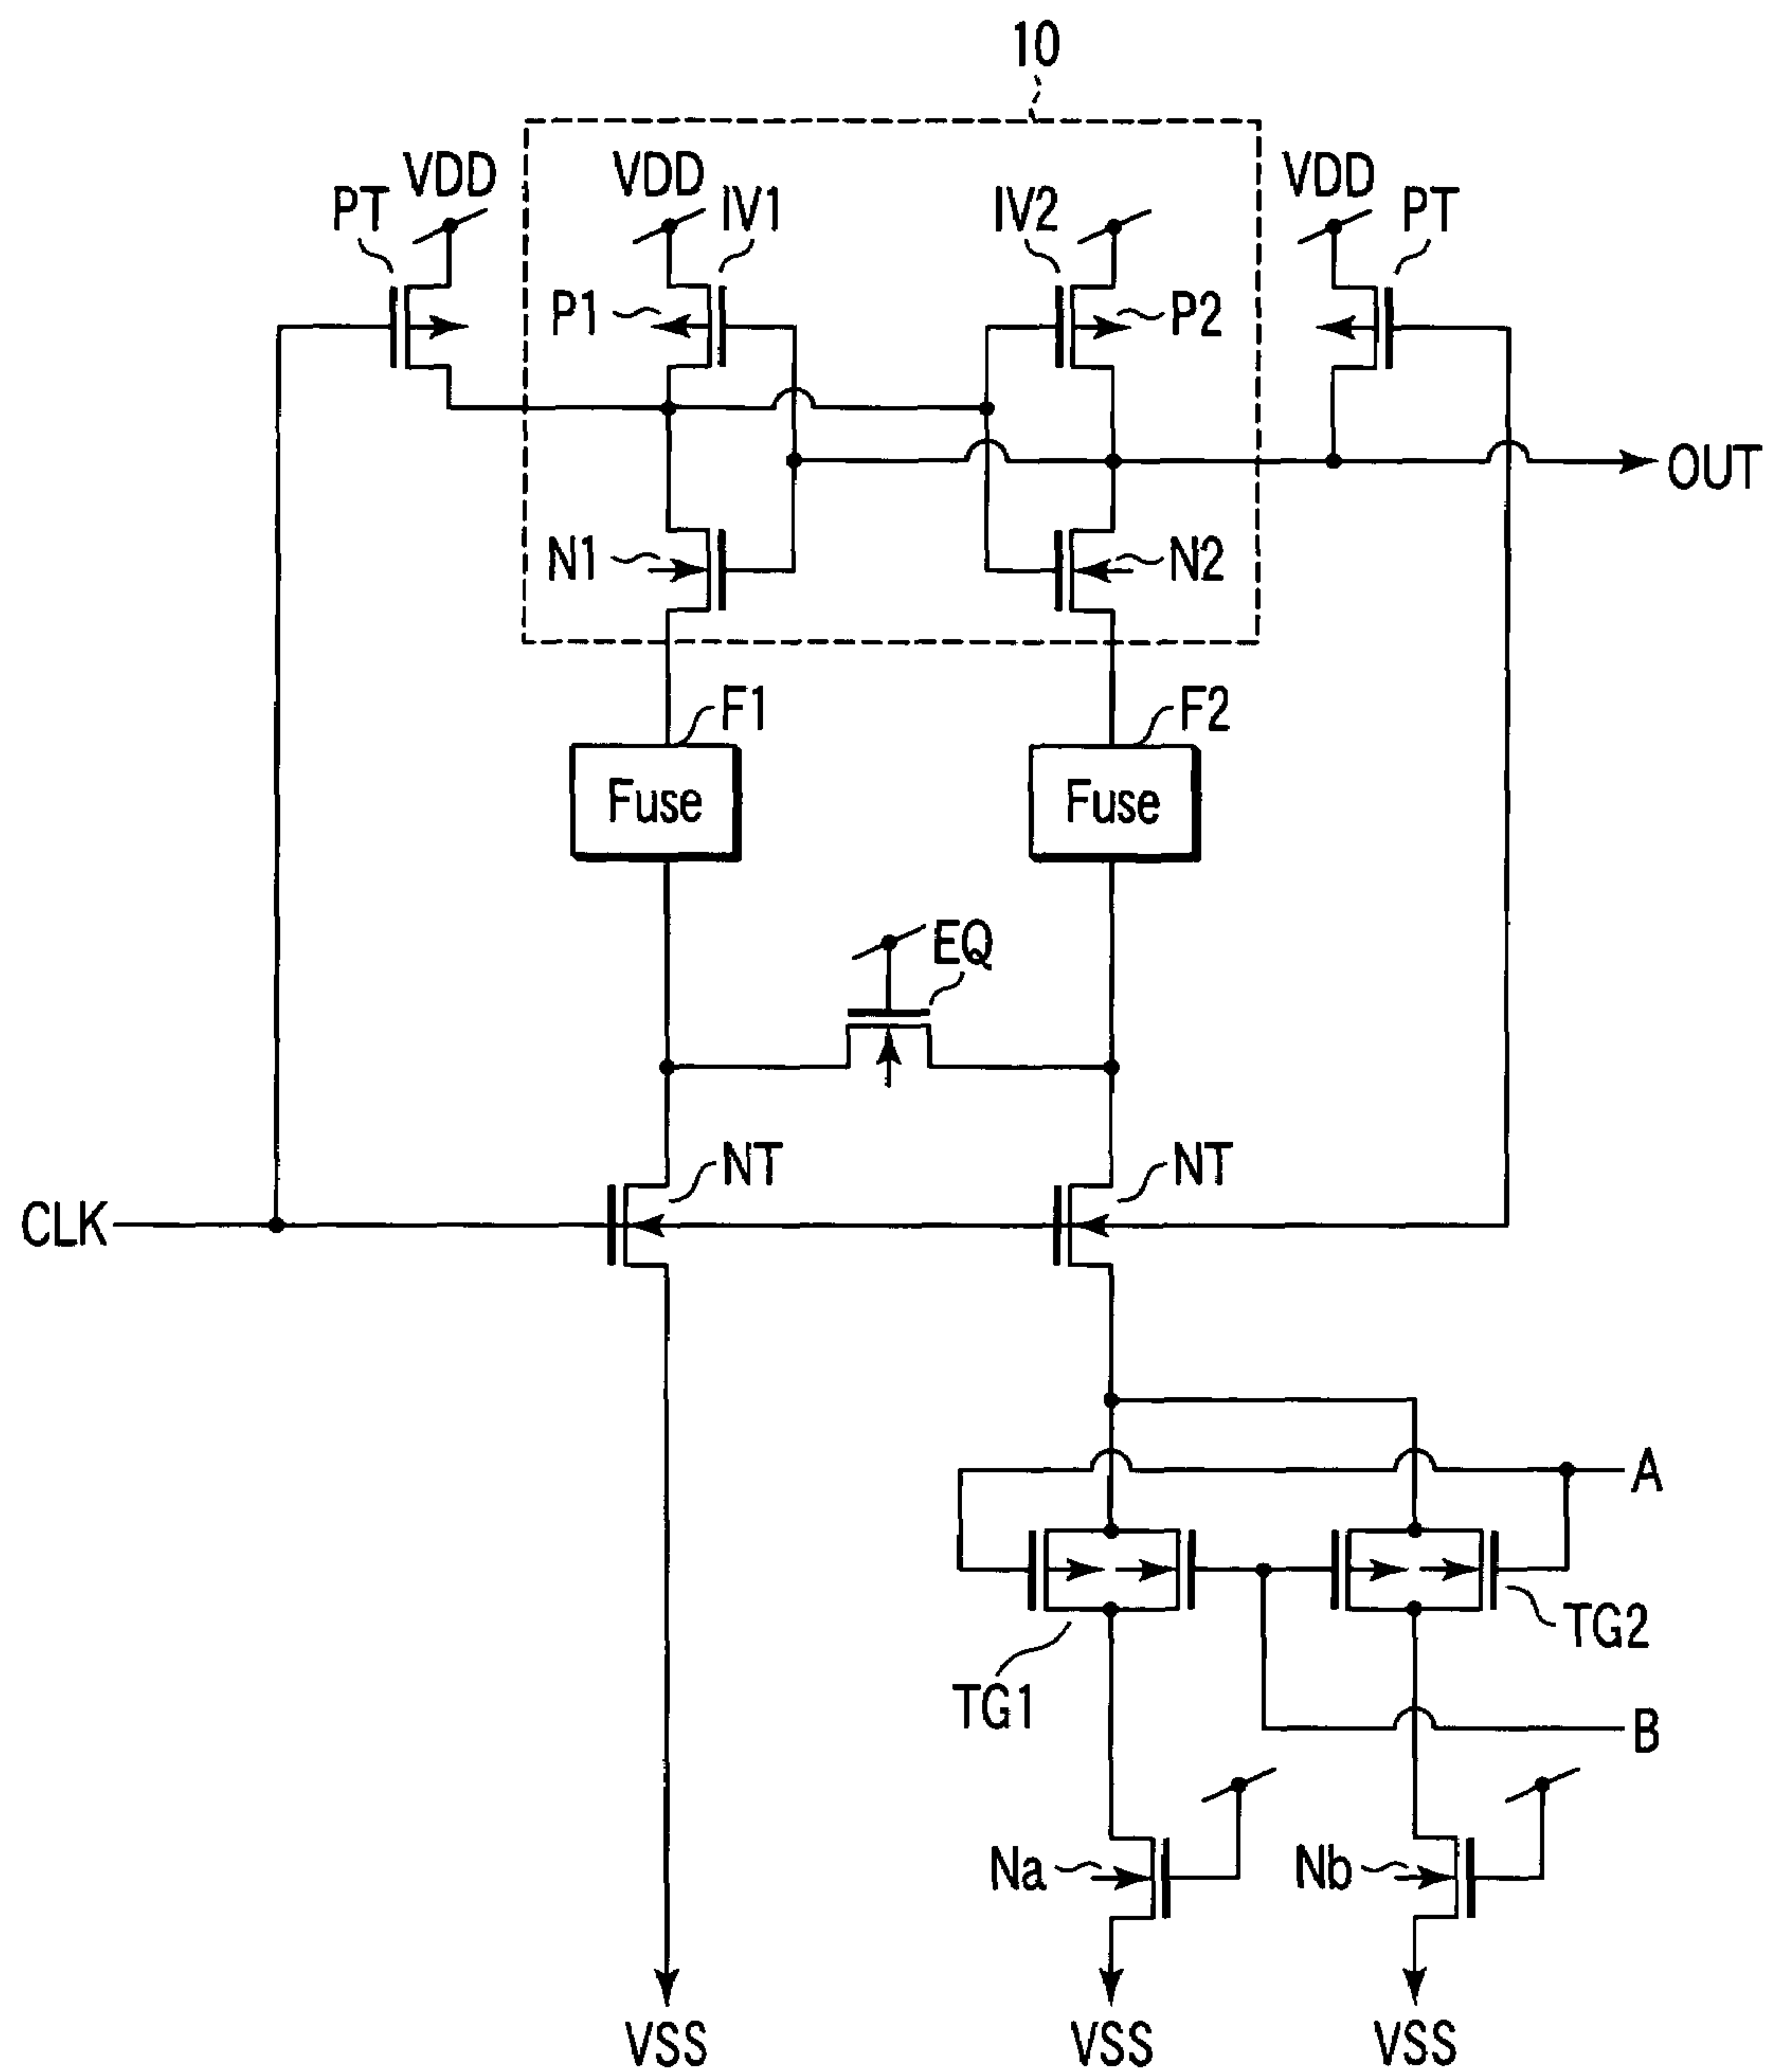 10
VDD VDD VDD
PT IV1 IV2 PT
P1 P2
OUT
N1 N2
F1 F2
Fuse Fuse
EQ
NT NT
CLK
A
TG2
TG1
B
Na Nb
VSS VSS VSS